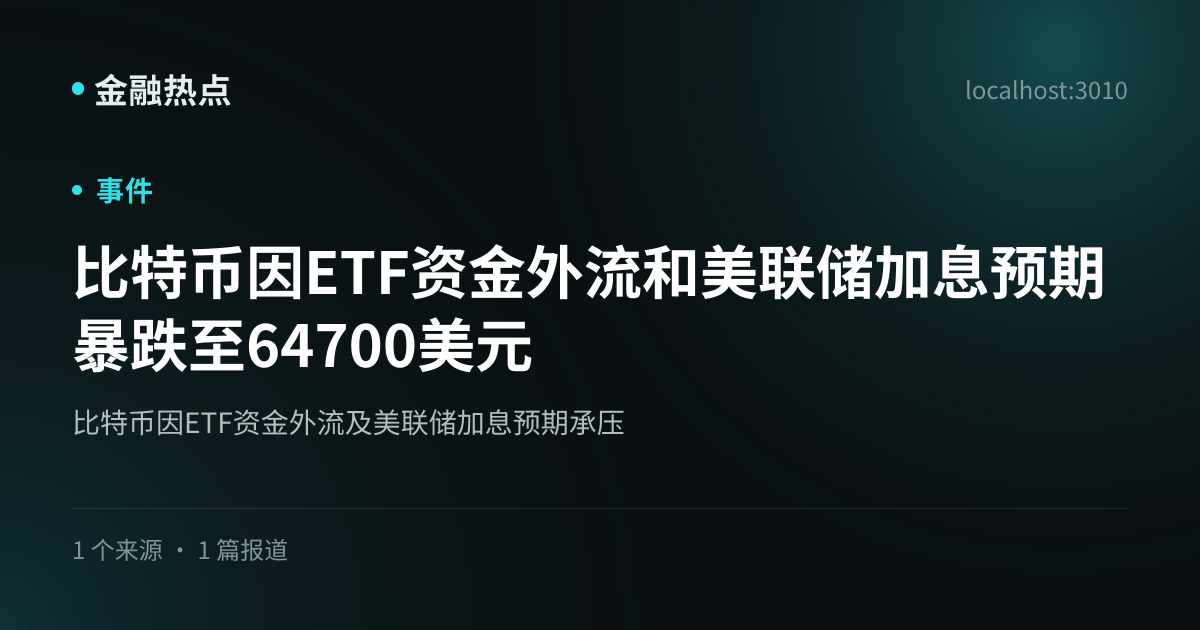 金融热点
localhost:3010
事件
比特币因ETF资金外流和美联储加息预期
暴跌至64700美元
比特币因ETF资金外流及美联储加息预期承压
1 个来源 · 1 篇报道